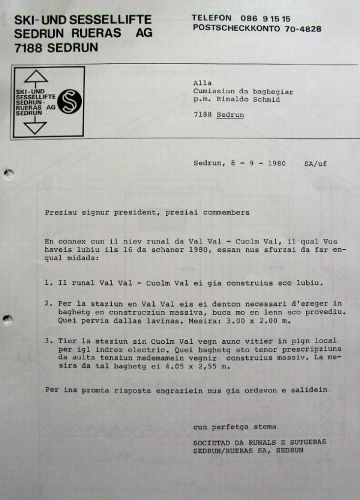 SKI- UND SESSELLIFTE
SEDRUN RUERAS AG
7188 SEDRUN
TELEFON 086 9 15 15
POSTSCHECKKONTO 70-4828
SKI-UND
SESSELLIFTE
SEDRUN-
RUERAS AG
SEDRUN
S
Alla
Cumissiun da baghegiar
p.m. Rinaldo Schmid
7188 Sedrun
Sedrun, 8 - 9 - 1980 SA/uf
Preziau signur president, preziai commembers
En connex cun il niev runal da Val Val - Cuolm Val, il qual Vus
haveis lubiu ils 16 da schaner 1980, essan nus sfurzai da far en-
qual midada:
1. Il runal Val Val - Cuolm Val ei gia construius sco lubiu.
2. Per la staziun en Val Val eis ei denton necessari d'ereger in
baghetg en construcziun massiva, buca mo en lenn sco provediu.
Quei pervia dallas lavinas. Mesira: 3.00 x 2.00 m.
3. Tier la staziun sin Cuolm Val vegn aunc vitier in pign local
per igl indrez electric. Quei baghetg sto tenor prescripziuns
da aulta tensiun medemamein vegnir construius massiv. La me-
sira da tal baghetg ei 4.05 x 2,55 m.
Per ina promta risposta engraziein nus gia ordavon e salidein
cun perfetga stema
SOCIETAD DA RUNALS E SUTGERAS
SEDRUN/RUERAS SA, SEDRUN